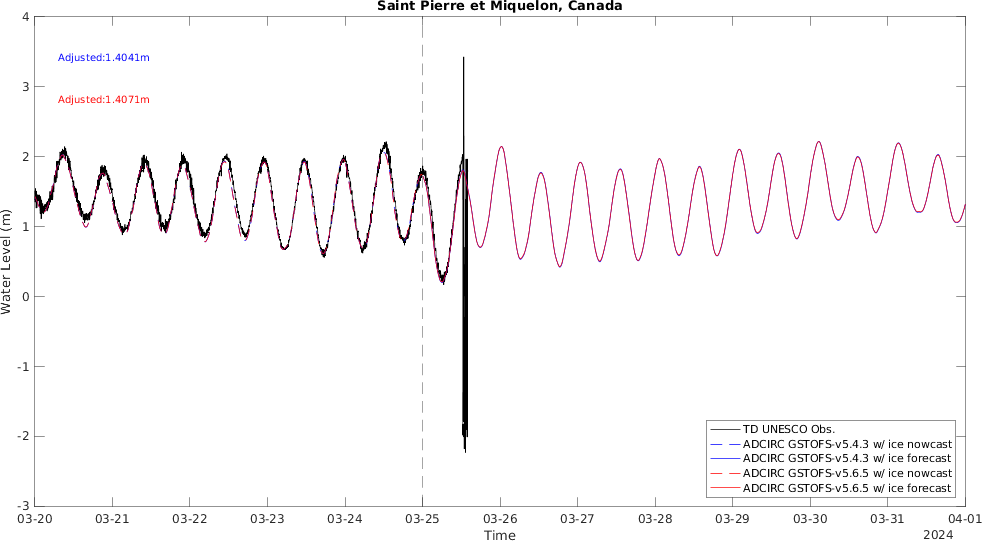 Saint Pierre et Miquelon, Canada
Adjusted:1.4041m
Adjusted:1.4071m
Water Level (m)
4
3
2
1
0
-1
-2
-3
TD UNESCO Obs.
ADCIRC GSTOFS-v5.4.3 w/ ice nowcast
ADCIRC GSTOFS-v5.4.3 w/ ice forecast
ADCIRC GSTOFS-v5.6.5 w/ ice nowcast
ADCIRC GSTOFS-v5.6.5 w/ ice forecast
03-20 03-21 03-22 03-23 03-24 03-25 03-26 03-27 03-28 03-29 03-30 03-31 04-01
Time
2024